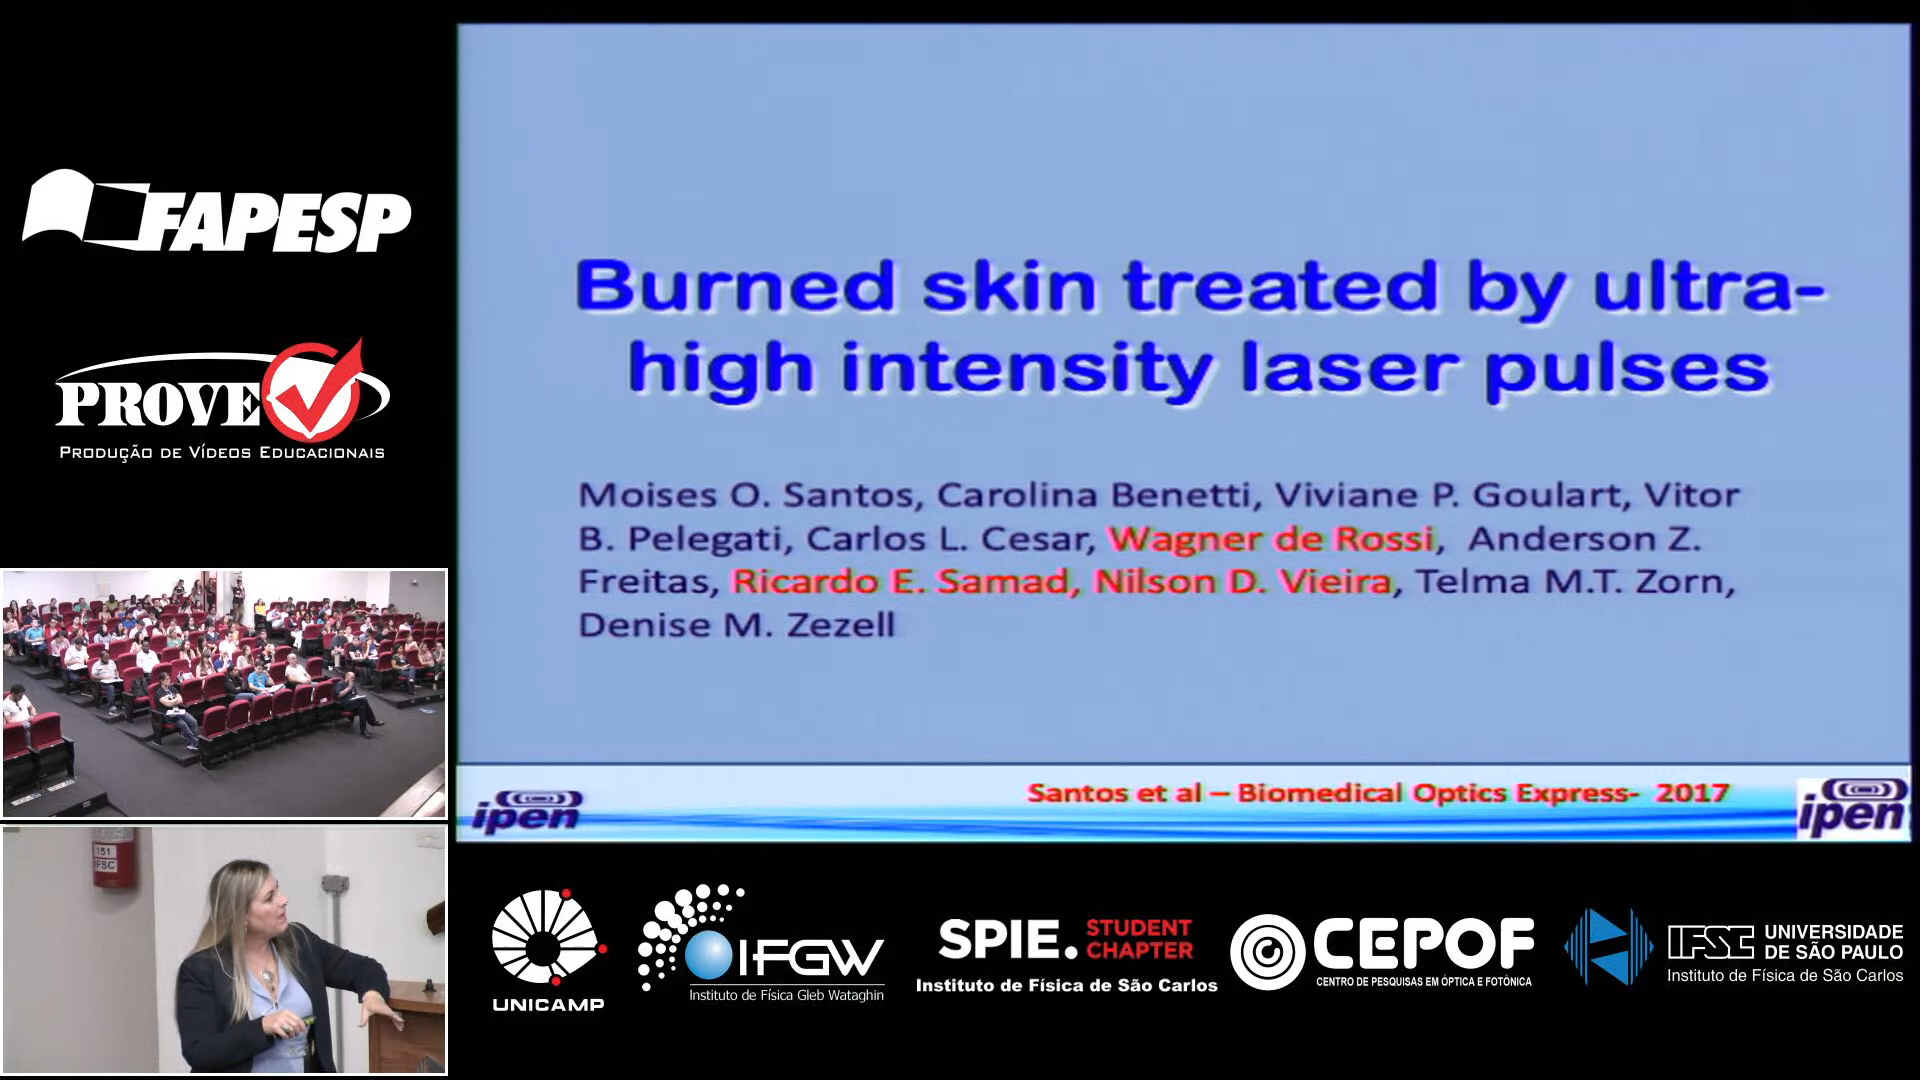 FAPESP
PROVE
PRODUÇÃO DE VÍDEOS EDUCACIONAIS
Burned skin treated by ultra-
high intensity laser pulses
Moises O. Santos, Carolina Benetti, Viviane P. Goulart, Vitor
B. Pelegati, Carlos L. Cesar, Wagner de Rossi, Anderson Z.
Freitas, Ricardo E. Samad, Nilson D. Vieira, Telma M.T. Zorn,
Denise M. Zezell
Santos et al – Biomedical Optics Express- 2017
ipen
ipen
151
IFSC
UNICAMP
IFGW
Instituto de Física Gleb Wataghin
SPIE. STUDENT
CHAPTER
Instituto de Física de São Carlos
CEPOF
CENTRO DE PESQUISAS EM ÓPTICA E FOTÔNICA
IFSC UNIVERSIDADE
DE SÃO PAULO
Instituto de Física de São Carlos